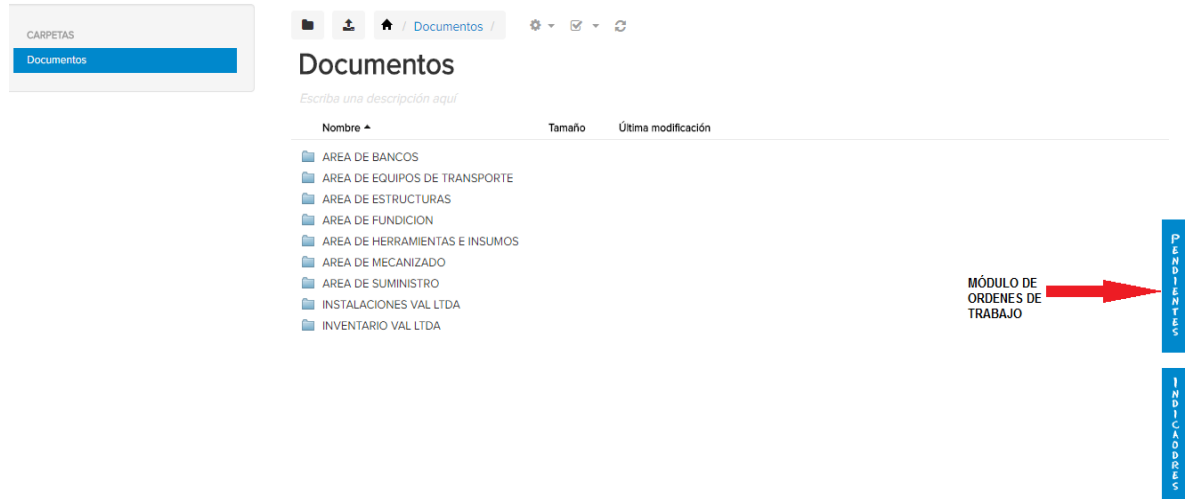 CARPETAS
Documentos
/ Documentos /
Documentos
Escriba una descripción aquí
Nombre Tamaño Última modificación
AREA DE BANCOS
AREA DE EQUIPOS DE TRANSPORTE
AREA DE ESTRUCTURAS
AREA DE FUNDICION
AREA DE HERRAMIENTAS E INSUMOS
AREA DE MECANIZADO
AREA DE SUMINISTRO
INSTALACIONES VAL LTDA
INVENTARIO VAL LTDA
MÓDULO DE
ORDENES DE
TRABAJO
PENDIENTES
INDICAODRES